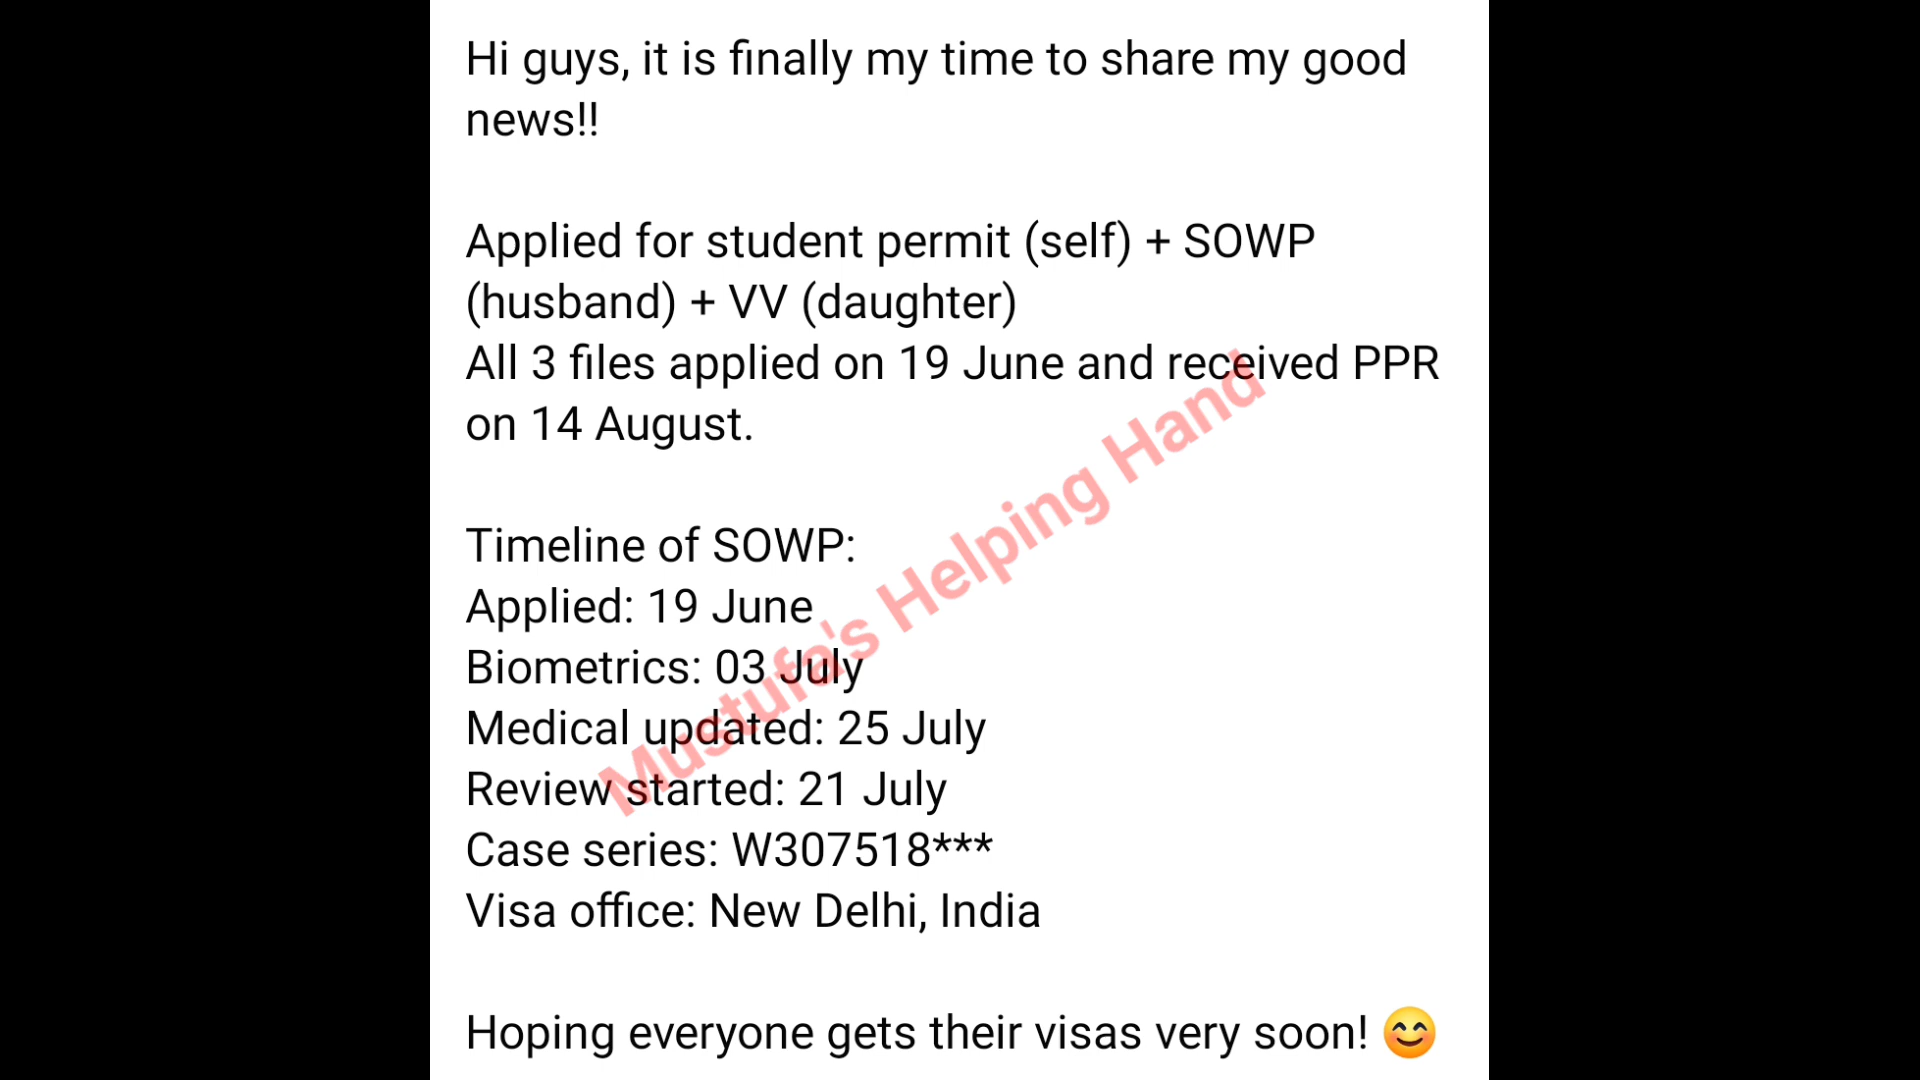 Hi guys, it is finally my time to share my good
news!!
Applied for student permit (self) + SOWP
(husband) + VV (daughter)
All 3 files applied on 19 June and received PPR
on 14 August.
Timeline of SOWP:
Applied: 19 June
Biometrics: 03 July
Medical updated: 25 July
Review started: 21 July
Case series: W307518***
Visa office: New Delhi, India
Hoping everyone gets their visas very soon! 😊
Mustufa's Helping Hand